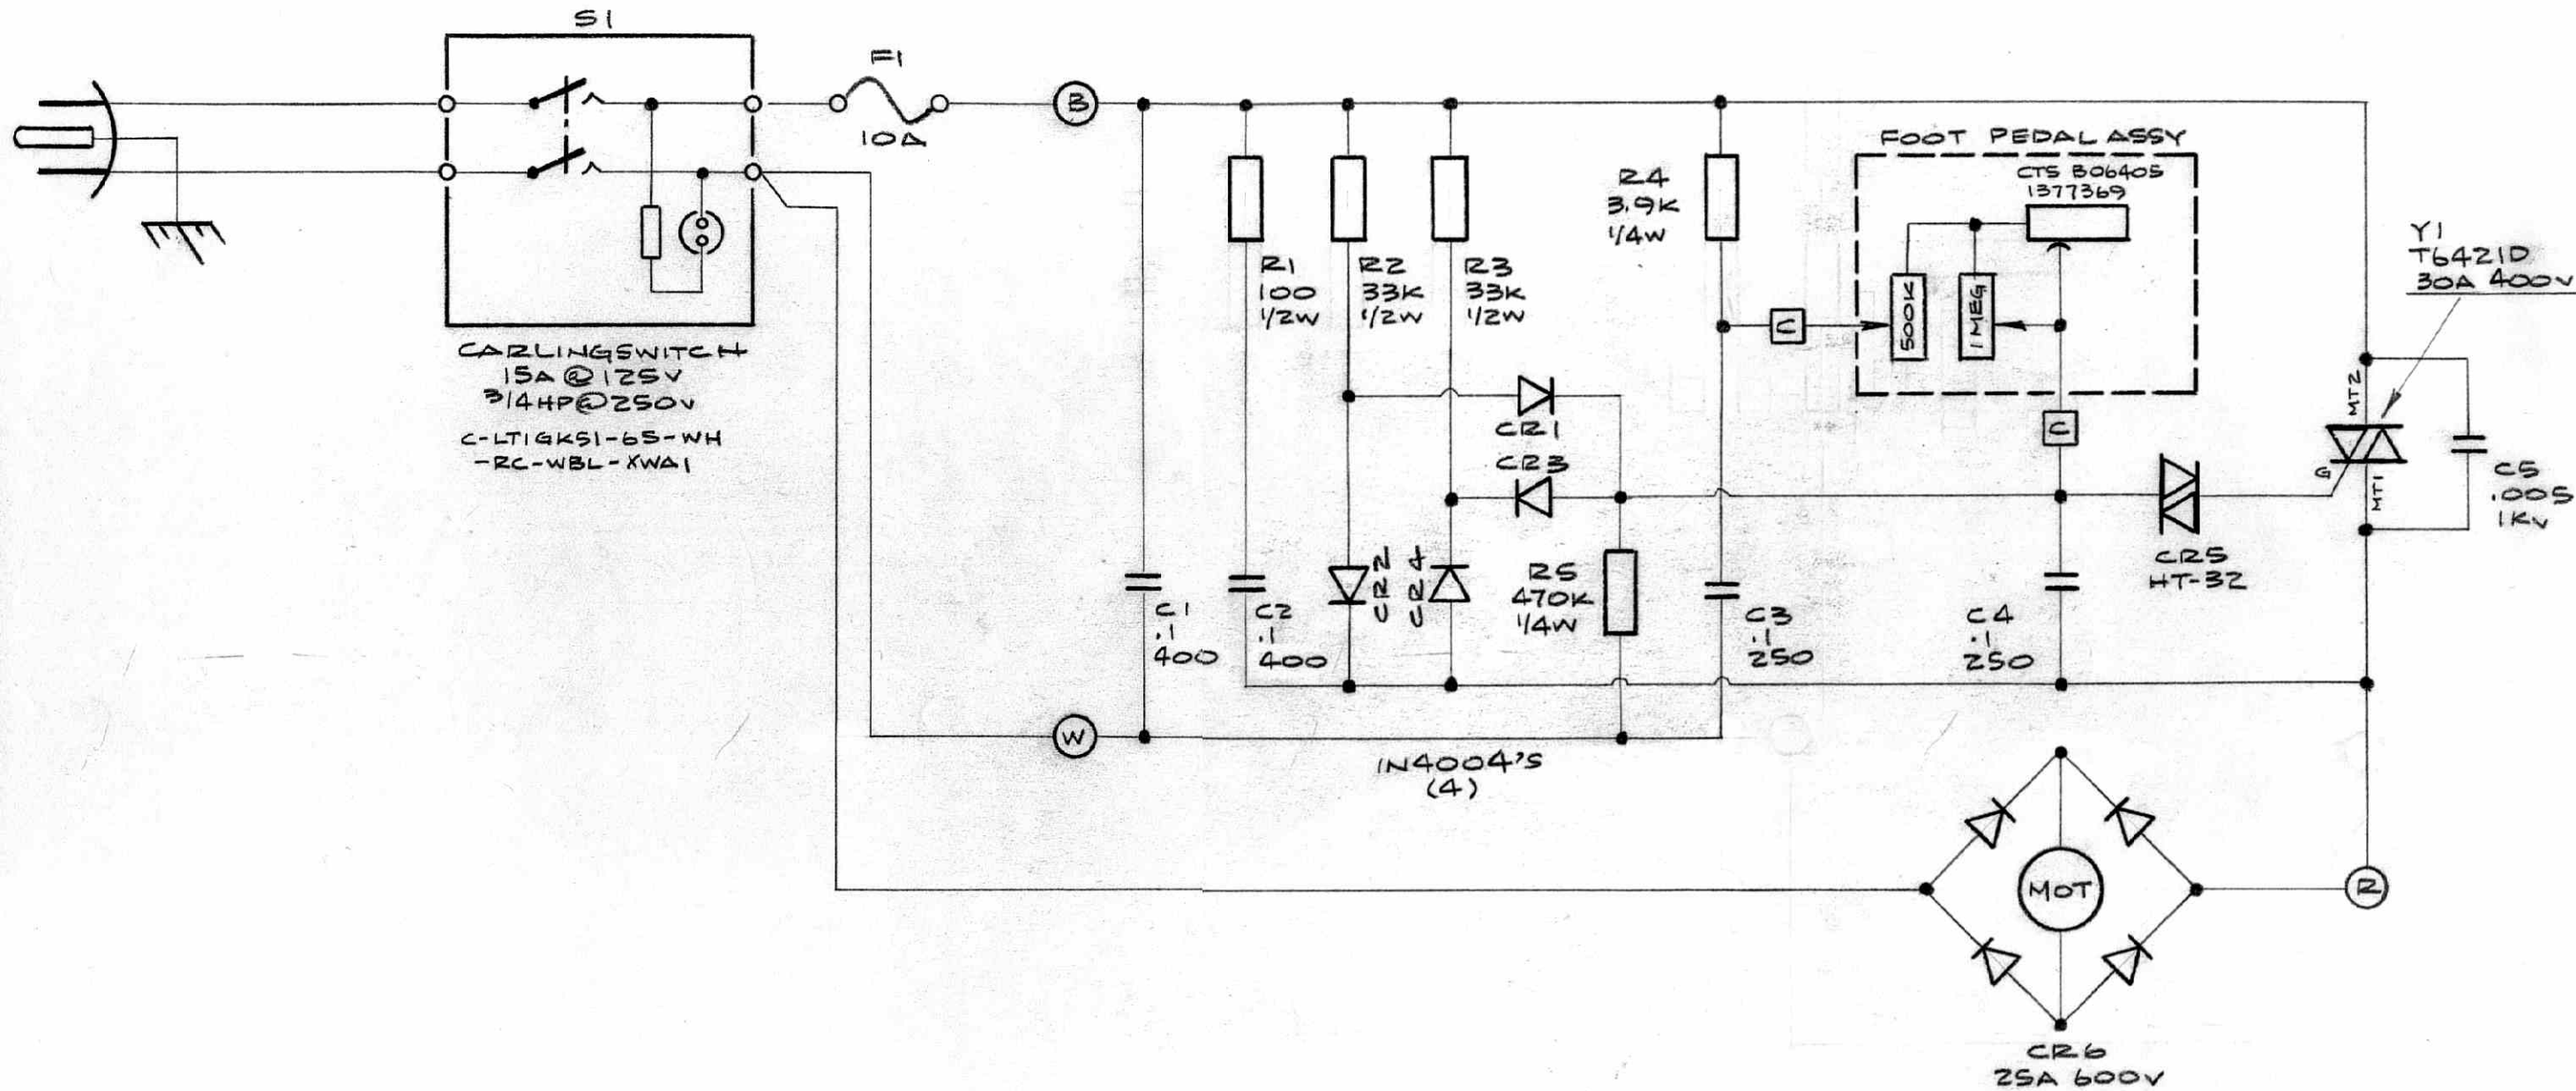 S1
F1
10A
B
CARLINGSWITCH
15A @ 125V
3/4HP@250V
C-LT1GK51-6S-WH
-RC-WBL-XWA1
R1
100
1/2W
R2
33K
1/2W
R3
33K
1/2W
R4
3.9K
1/4W
FOOT PEDAL ASSY
CTS B06405
1377369
500K
1MEG
C
C
Y1
T6421D
30A 400V
MT2
G
MT1
C5
.005
1KV
CR1
CR3
CR2
CR4
R5
470K
1/4W
C1
.1
400
C2
.1
400
C3
.1
250
C4
.1
250
CR5
HT-32
W
1N4004'S
(4)
MOT
R
CR6
25A 600V